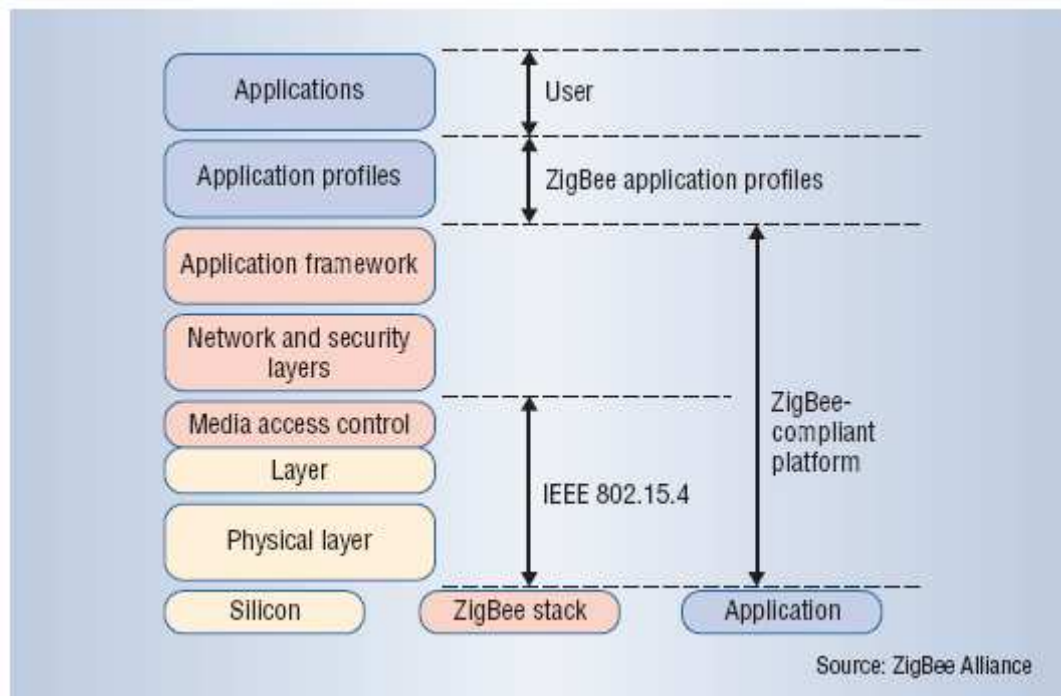 Applications
User
Application profiles
ZigBee application profiles
Application framework
Network and security
layers
Media access control
Layer
Physical layer
IEEE 802.15.4
ZigBee-
compliant
platform
Silicon
ZigBee stack
Application
Source: ZigBee Alliance